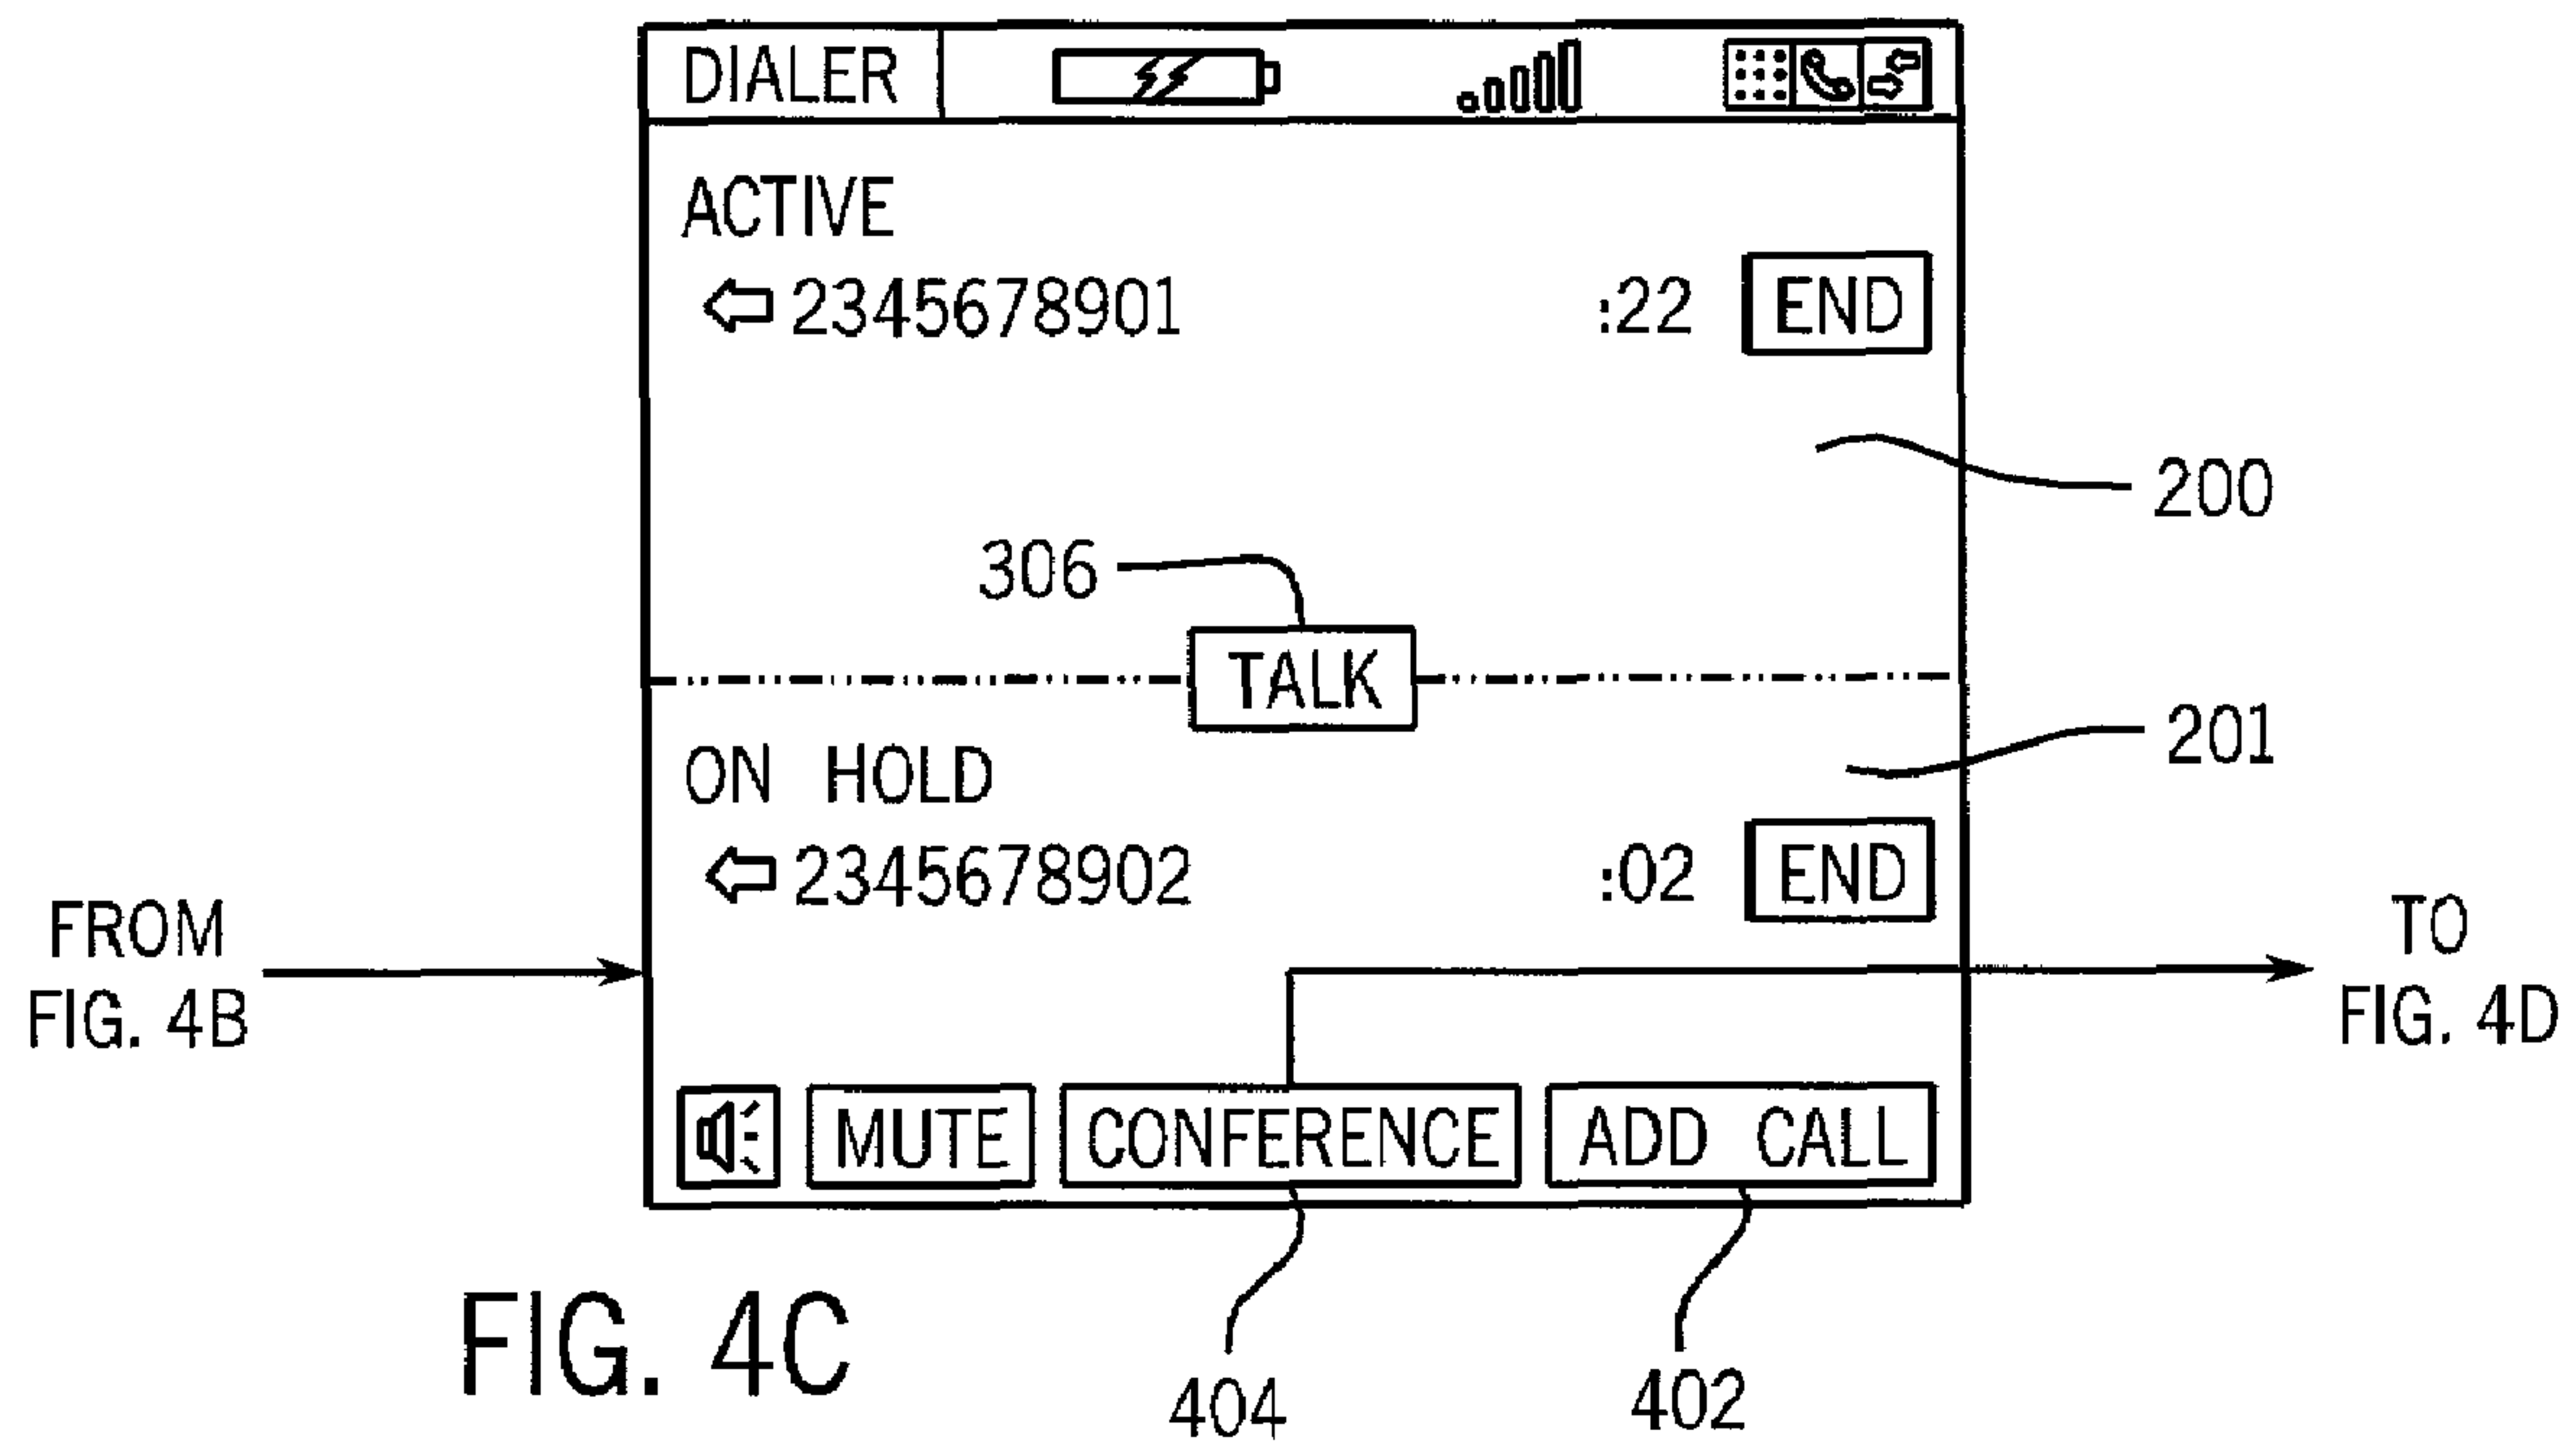 DIALER
ACTIVE
2345678901 :22 END
200
306
TALK
201
ON HOLD
2345678902 :02 END
FROM
FIG. 4B
TO
FIG. 4D
MUTE CONFERENCE ADD CALL
FIG. 4C
404
402